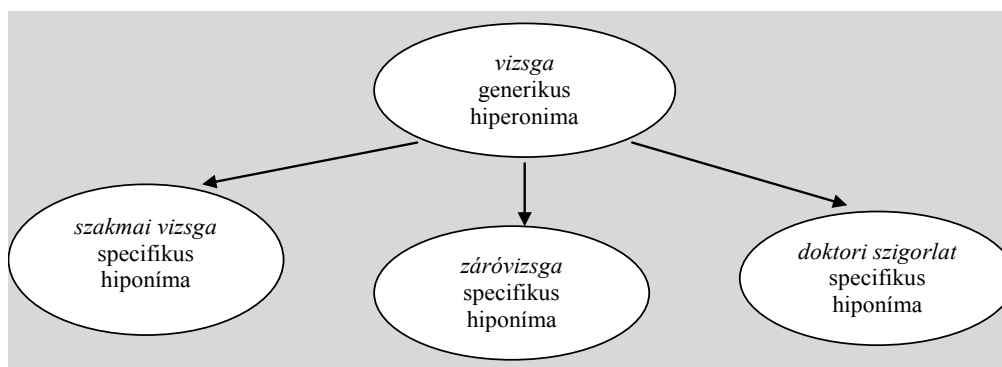 vizsga
generikus
hiperonima
szakmai vizsga
specifikus
hiponíma
záróvizsga
specifikus
hiponíma
doktori szigorlat
specifikus
hiponíma